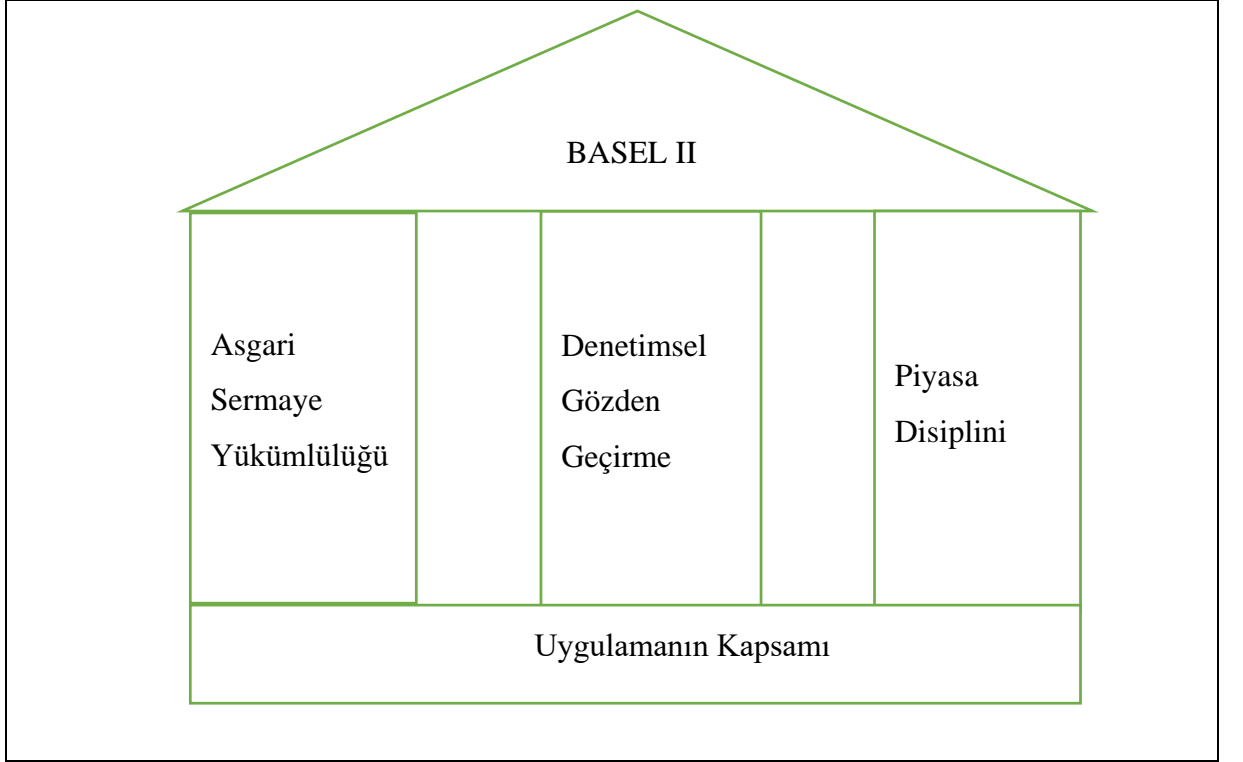 BASEL II
Asgari
Sermaye
Yükümlülüğü
Denetimsel
Gözden
Geçirme
Piyasa
Disiplini
Uygulamanın Kapsamı